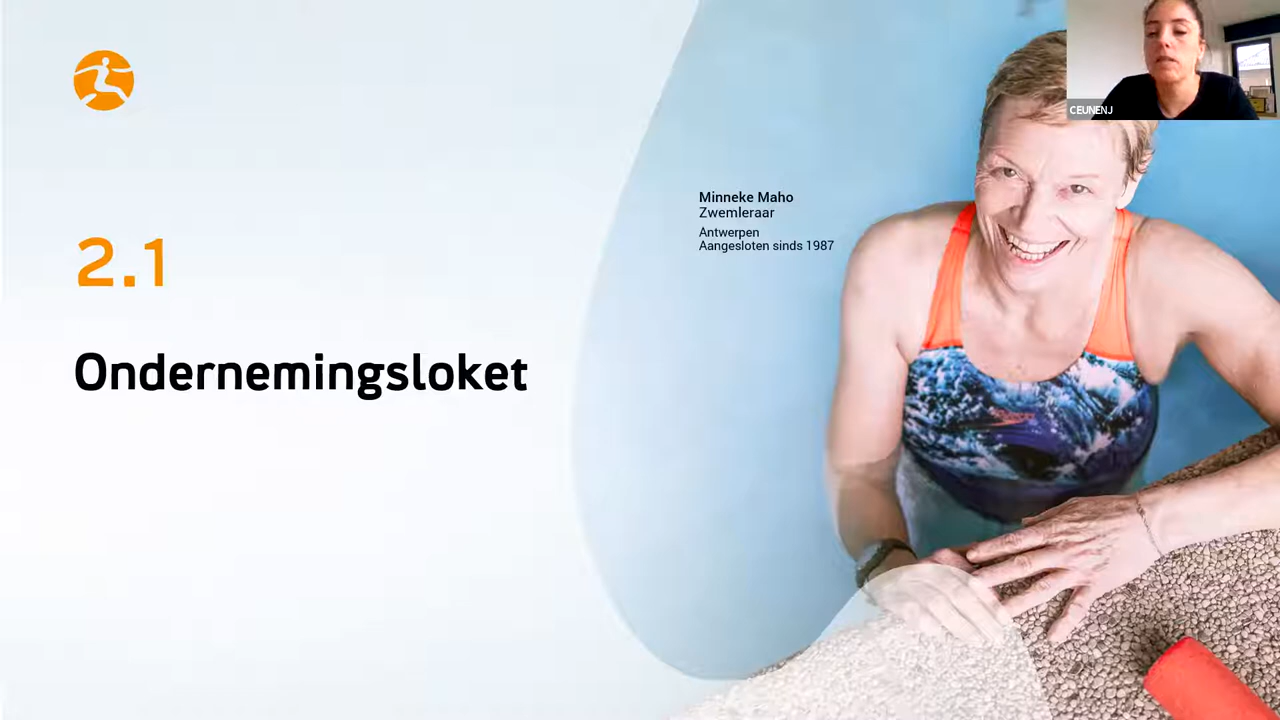 2.1
Ondernemingsloket
Minneke Maho
Zwemleraar
Antwerpen
Aangesloten sinds 1987
CEUNENJ